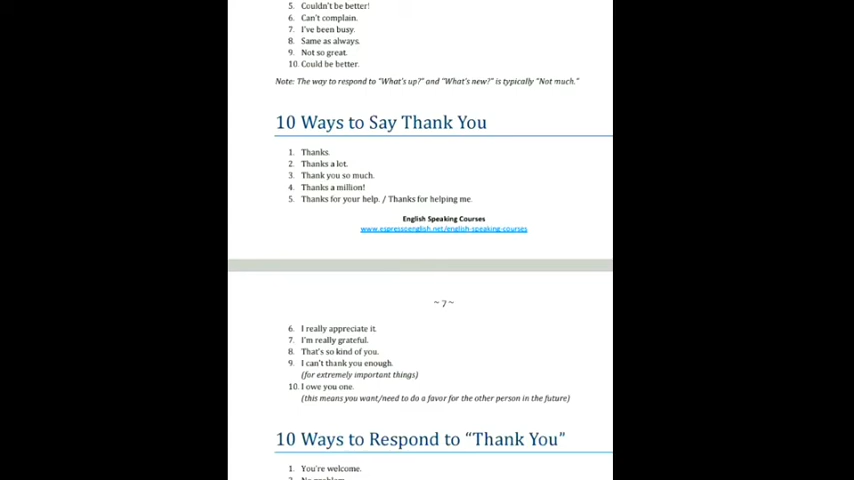 5. Couldn't be better!
6. Can't complain.
7. I've been busy.
8. Same as always.
9. Not so great.
10. Could be better.
Note: The way to respond to "What's up?" and "What's new?" is typically "Not much."
10 Ways to Say Thank You
1. Thanks.
2. Thanks a lot.
3. Thank you so much.
4. Thanks a million!
5. Thanks for your help. / Thanks for helping me.
English Speaking Courses
www.espressoenglish.net/english-speaking-courses
~ 7 ~
6. I really appreciate it.
7. I'm really grateful.
8. That's so kind of you.
9. I can't thank you enough.
(for extremely important things)
10. I owe you one.
(this means you want/need to do a favor for the other person in the future)
10 Ways to Respond to "Thank You"
1. You're welcome.
2. No problem.